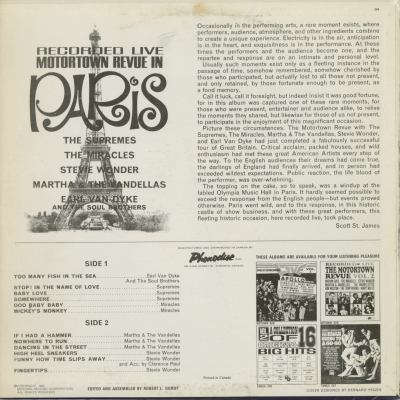 RECORDED LIVE
MOTORTOWN REVUE IN
PARIS
THE SUPREMES
THE MIRACLES
STEVIE WONDER
MARTHA & THE VANDELLAS
EARL VAN DYKE
AND THE SOUL BROTHERS
Occasionally in the performing arts, a rare moment exists, where
performers, audience, atmosphere, and other ingredients combine
to create a unique experience. Electricity is in the air, anticipation
is in the heart, and exquisiteness is in the performance. At these
times the performers and the audience become one, and the
repartee and response are on an intimate and personal level.
Usually such moments exist only as a fleeting instance in the
passage of time, somehow remembered, somehow cherished by
those who participated, but actually lost to all those not present,
and only retained, by those fortunate enough to be present, as
a fond memory.
Call it luck, call it foresight, but indeed insist it was good fortune,
for in this album was captured one of these rare moments, for
those who were present, entertainer and audience alike, to relive
the moments they shared, but likewise for those of us not present,
to participate in the enjoyment of this magnificent occasion.
Picture these circumstances. The Motortown Revue with The
Supremes, The Miracles, Martha & The Vandellas, Stevie Wonder,
and Earl Van Dyke had just completed a fabulously successful
tour of Great Britain. Critical acclaim, packed houses, and wild
enthusiasm had met these great American Artists every step of
the way. To the English audiences their dreams had come true,
the darlings of England had finally arrived, and in person had
exceeded wildest expectations. Public reaction, the life blood of
the performer, was over-whelming.
The topping on the cake, so to speak, was a windup at the
fabled Olympia Music Hall in Paris. It hardly seemed possible to
exceed the response from the English people—but events proved
otherwise. Paris went wild, and to this response, in this historic
castle of show business, and with these great performers, this
fleeting historic occasion, here recorded live, took place.
Scott St. James
SIDE 1
TOO MANY FISH IN THE SEA Earl Van Dyke
And The Soul Brothers
STOP! IN THE NAME OF LOVE Supremes
BABY LOVE Supremes
SOMEWHERE Supremes
OOO BABY BABY Miracles
MICKEY'S MONKEY Miracles
SIDE 2
IF I HAD A HAMMER Martha & The Vandellas
NOWHERE TO RUN Martha & The Vandellas
DANCING IN THE STREET Martha & The Vandellas
HIGH HEEL SNEAKERS Stevie Wonder
FUNNY HOW TIME SLIPS AWAY Stevie Wonder
and Acc. by Clarence Paul
FINGERTIPS Stevie Wonder
EDITED AND ASSEMBLED BY ROBERT L. GORDY
MANUFACTURED AND DISTRIBUTED IN CANADA BY
Phonodisc
Printed in Canada
THESE ALBUMS ARE AVAILABLE FOR YOUR LISTENING PLEASURE
APOLLO
RECORDED LIVE
THE MOTORTOWN
REVUE
VOL. 2
A COLLECTION
OF
16
BIG HITS
COVER DESIGNED BY BERNARD YESZIN